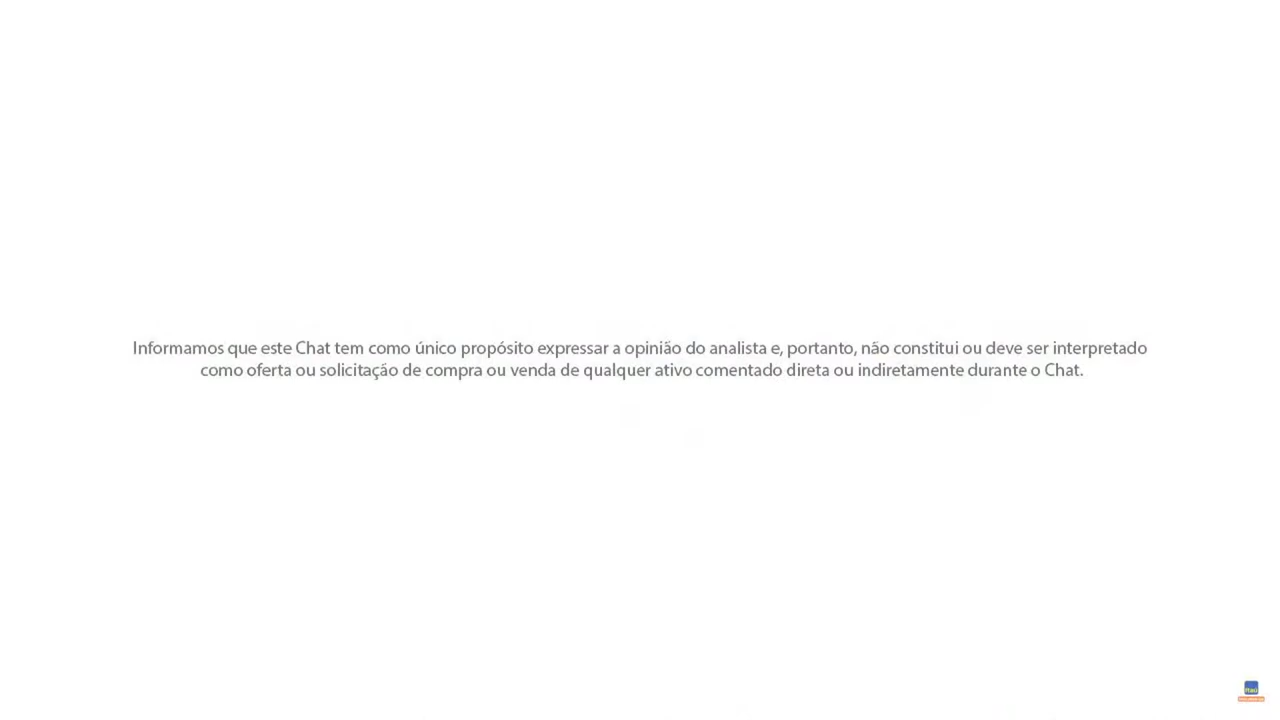 Informamos que este Chat tem como único propósito expressar a opinião do analista e, portanto, não constitui ou deve ser interpretado
como oferta ou solicitação de compra ou venda de qualquer ativo comentado direta ou indiretamente durante o Chat.
Itaú